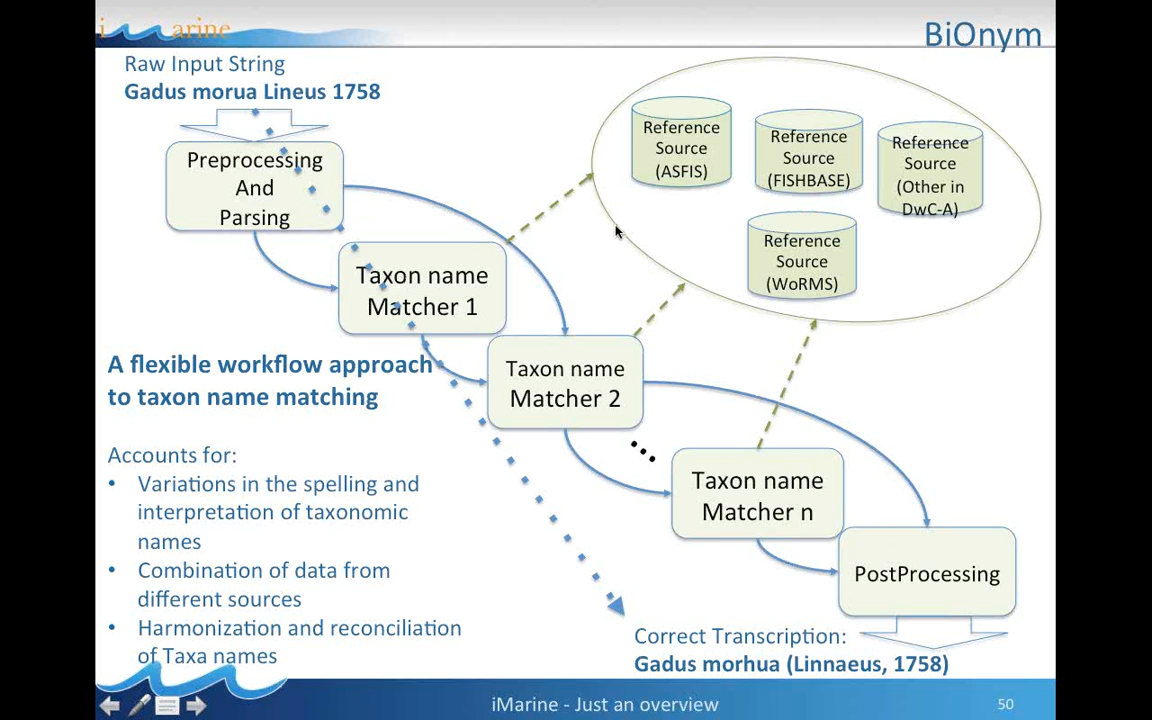 i marine
BiOnym
Raw Input String
Gadus morua Lineus 1758
Preprocessing
And
Parsing
Reference
Source
(ASFIS)
Reference
Source
(FISHBASE)
Reference
Source
(Other in
DwC-A)
Reference
Source
(WoRMS)
Taxon name
Matcher 1
Taxon name
Matcher 2
...
Taxon name
Matcher n
PostProcessing
A flexible workflow approach
to taxon name matching
Accounts for:
• Variations in the spelling and
interpretation of taxonomic
names
• Combination of data from
different sources
• Harmonization and reconciliation
of Taxa names
Correct Transcription:
Gadus morhua (Linnaeus, 1758)
iMarine - Just an overview
50